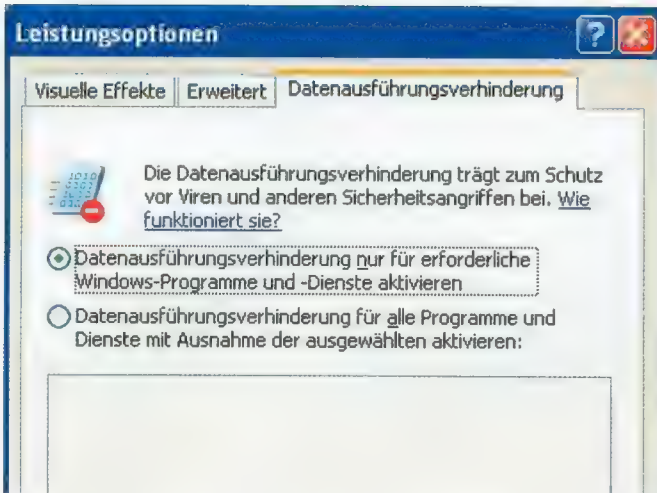 Leistungsoptionen
Visuelle Effekte Erweitert Datenausführungsverhinderung
Die Datenausführungsverhinderung trägt zum Schutz
vor Viren und anderen Sicherheitsangriffen bei. Wie
funktioniert sie?
Datenausführungsverhinderung nur für erforderliche
Windows-Programme und -Dienste aktivieren
Datenausführungsverhinderung für alle Programme und
Dienste mit Ausnahme der ausgewählten aktivieren: